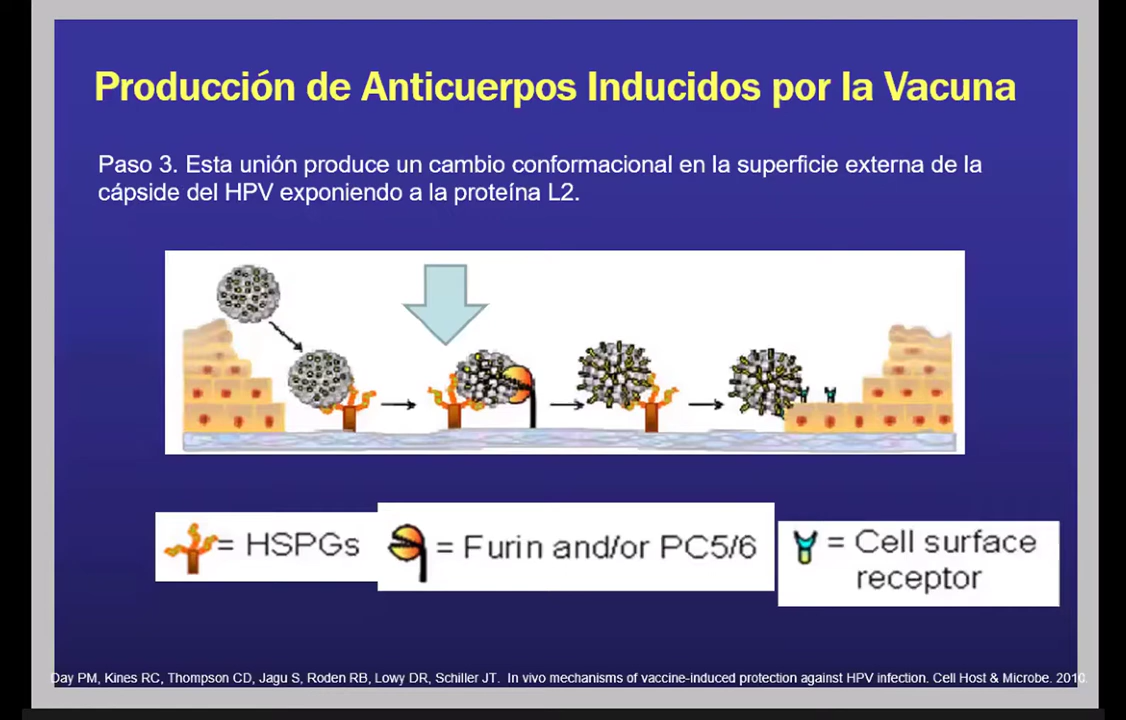 Producción de Anticuerpos Inducidos por la Vacuna
Paso 3. Esta unión produce un cambio conformacional en la superficie externa de la
cápside del HPV exponiendo a la proteína L2.
= HSPGs
= Furin and/or PC5/6
= Cell surface
receptor
Day PM, Kines RC, Thompson CD, Jagu S, Roden RB, Lowy DR, Schiller JT. In vivo mechanisms of vaccine-induced protection against HPV infection. Cell Host & Microbe. 2010.